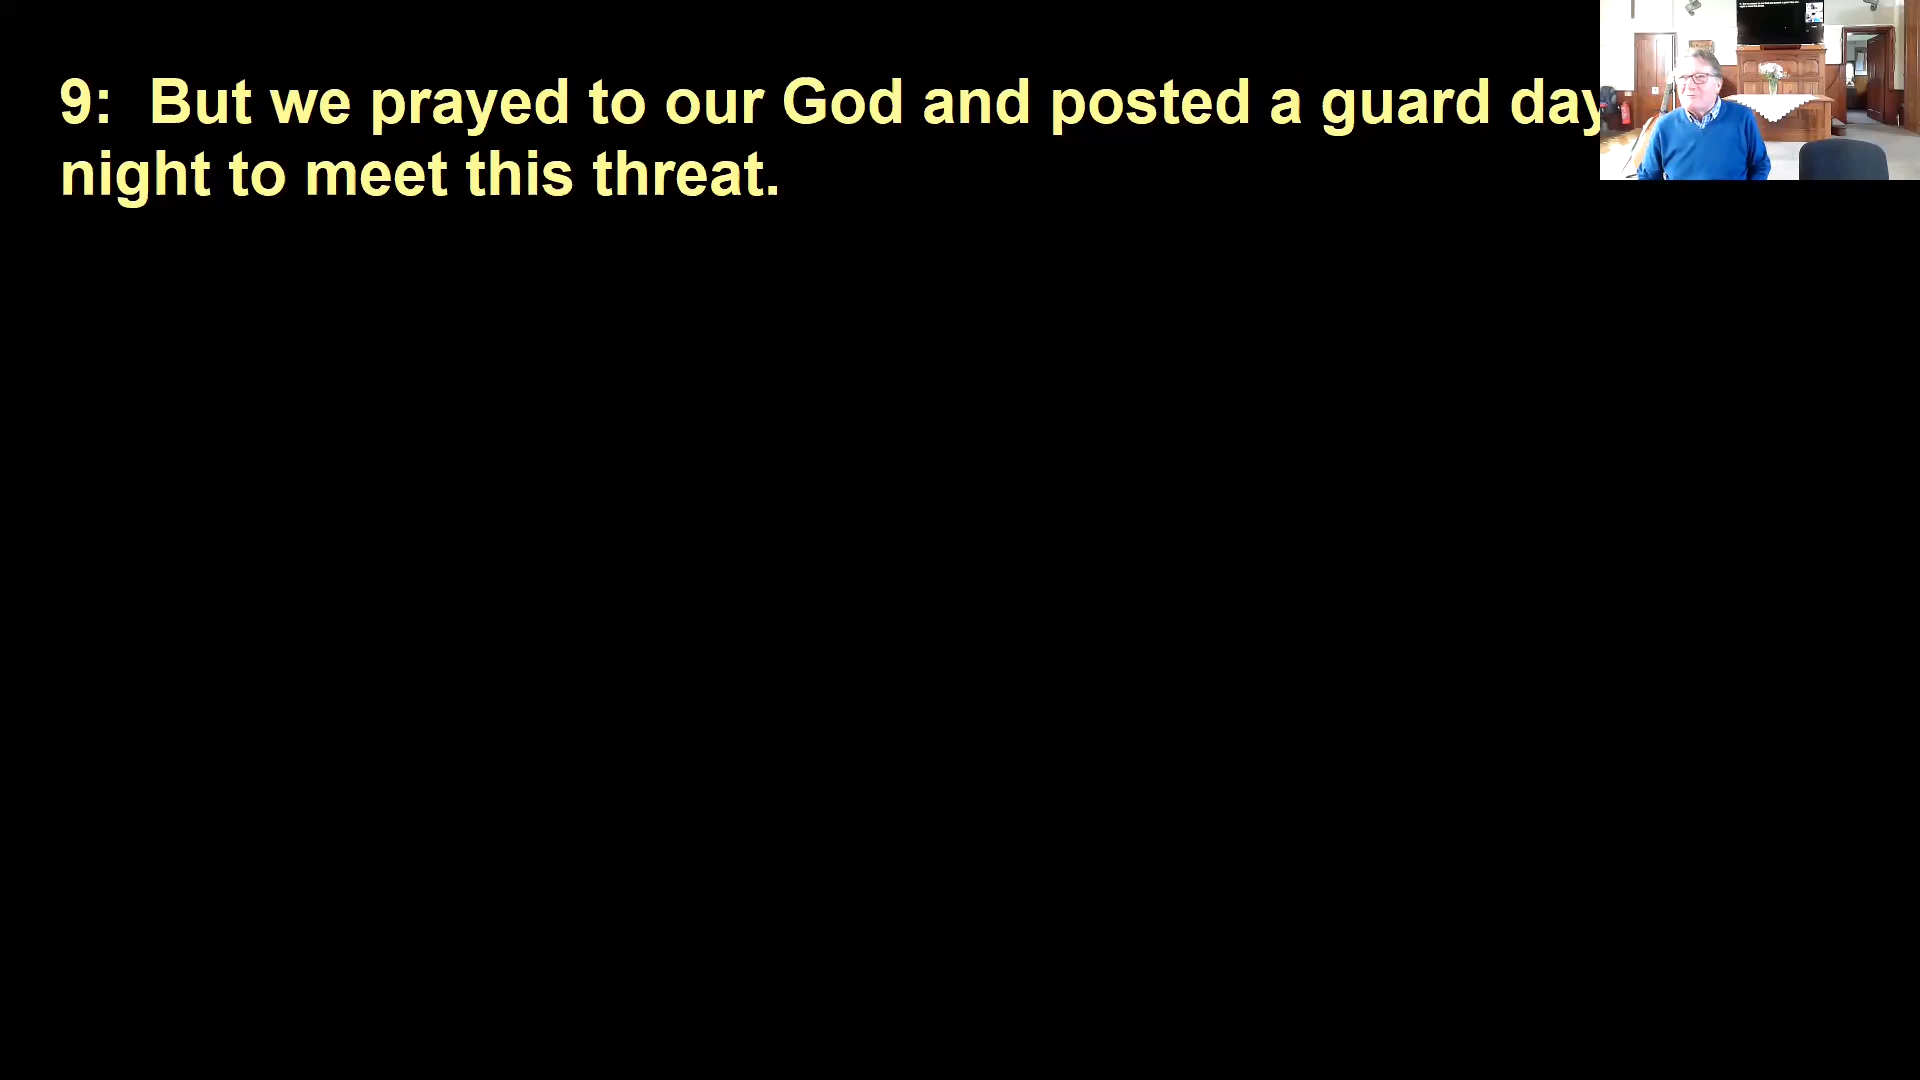 9:  But we prayed to our God and posted a guard day
night to meet this threat.